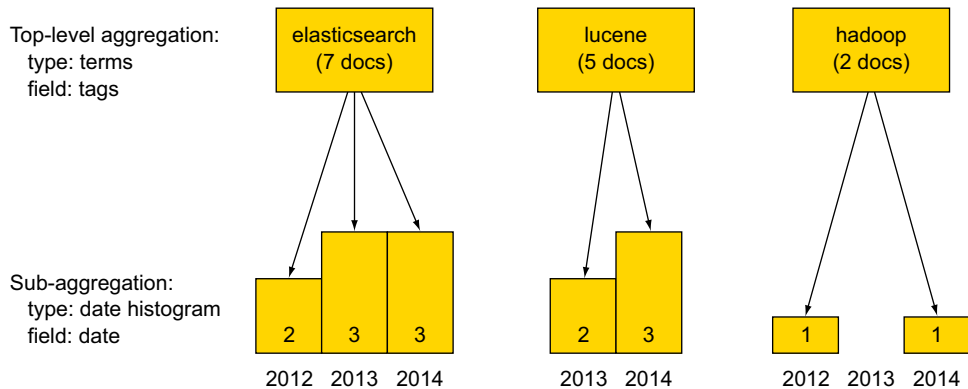 Top-level aggregation:
type: terms
field: tags
elasticsearch
(7 docs)
lucene
(5 docs)
hadoop
(2 docs)
Sub-aggregation:
type: date histogram
field: date
2 3 3
2 3
1 1
2012 2013 2014
2013 2014
2012 2013 2014